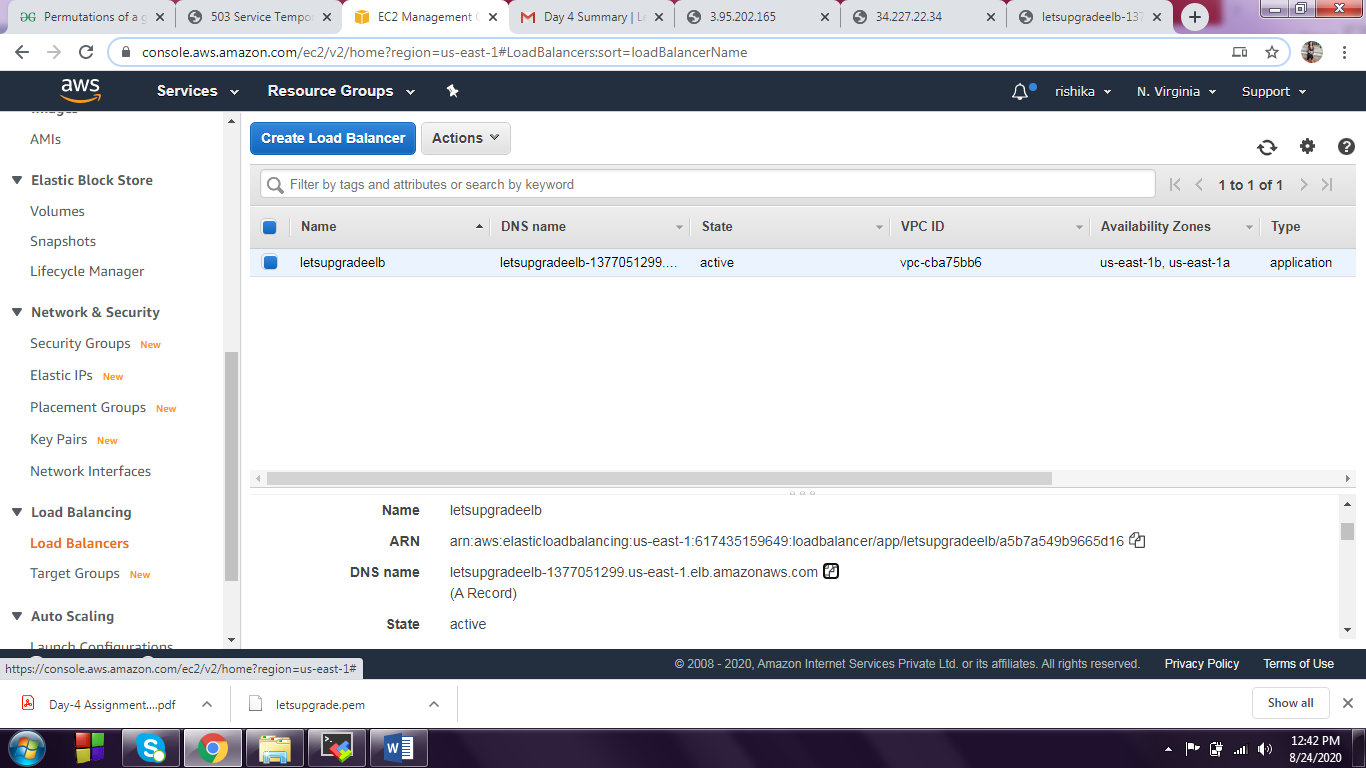 Permutations of a g
503 Service Tempo
EC2 Management C
Day 4 Summary | L
3.95.202.165
34.227.22.34
letsupgradeelb-137
console.aws.amazon.com/ec2/v2/home?region=us-east-1#LoadBalancers:sort=loadBalancerName
aws
Services
Resource Groups
rishika
N. Virginia
Support
Images
AMIs
Elastic Block Store
Volumes
Snapshots
Lifecycle Manager
Network & Security
Security Groups New
Elastic IPs New
Placement Groups New
Key Pairs New
Network Interfaces
Load Balancing
Load Balancers
Target Groups New
Auto Scaling
Launch Configurations
Create Load Balancer
Actions
Filter by tags and attributes or search by keyword
1 to 1 of 1
Name DNS name State VPC ID Availability Zones Type
letsupgradeelb letsupgradeelb-1377051299.... active vpc-cba75bb6 us-east-1b, us-east-1a application
Name letsupgradeelb
ARN arn:aws:elasticloadbalancing:us-east-1:617435159649:loadbalancer/app/letsupgradeelb/a5b7a549b9665d16
DNS name letsupgradeelb-1377051299.us-east-1.elb.amazonaws.com
(A Record)
State active
https://console.aws.amazon.com/ec2/v2/home?region=us-east-1#
© 2008 - 2020, Amazon Internet Services Private Ltd. or its affiliates. All rights reserved.
Privacy Policy
Terms of Use
Day-4 Assignment....pdf
letsupgrade.pem
Show all
12:42 PM
8/24/2020